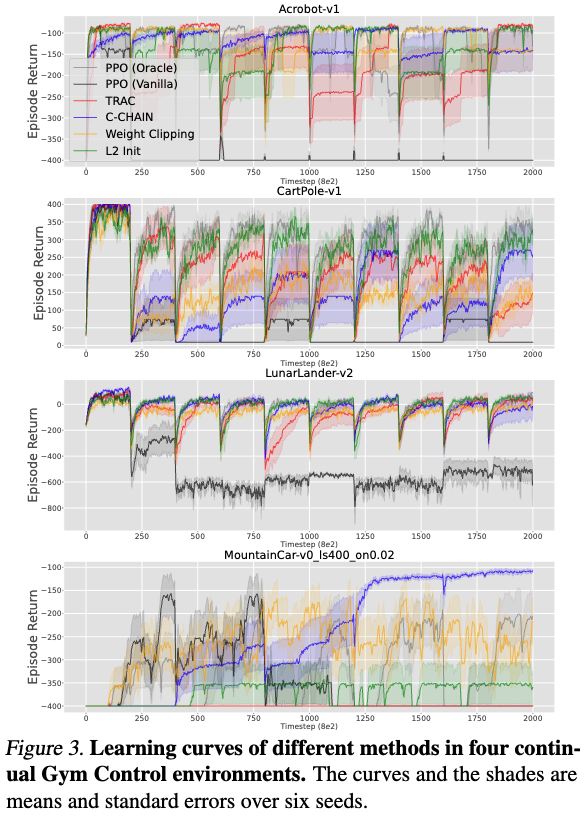 Acrobot-v1
Episode Return
−100
−150
−200
−250
−300
−350
−400
PPO (Oracle)
PPO (Vanilla)
TRAC
C-CHAIN
Weight Clipping
L2 Init
0 250 500 750 1000 1250 1500 1750 2000
Timestep (8e2)
CartPole-v1
Episode Return
400
350
300
250
200
150
100
50
0
0 250 500 750 1000 1250 1500 1750 2000
Timestep (8e2)
LunarLander-v2
Episode Return
0
−200
−400
−600
−800
0 250 500 750 1000 1250 1500 1750 2000
Timestep (8e2)
MountainCar-v0_ls400_on0.02
Episode Return
−100
−150
−200
−250
−300
−350
−400
0 250 500 750 1000 1250 1500 1750 2000
Timestep (8e2)
Figure 3. Learning curves of different methods in four contin-
ual Gym Control environments. The curves and the shades are
means and standard errors over six seeds.